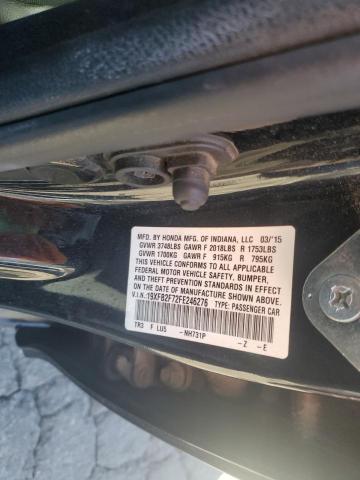 MFD. BY HONDA MFG. OF INDIANA, LLC 03/'15
GVWR 3748LBS GAWR F 2018LBS R 1753LBS
GVWR 1700KG GAWR F 915KG R 795KG
THIS VEHICLE CONFORMS TO ALL APPLICABLE
FEDERAL MOTOR VEHICLE SAFETY, BUMPER,
AND THEFT PREVENTION STANDARDS IN EFFECT
ON THE DATE OF MANUFACTURE SHOWN ABOVE.
V.I.N.:19XFB2F72FE246276 TYPE: PASSENGER CAR
TR3 F LU5 -NH731P -Z -E